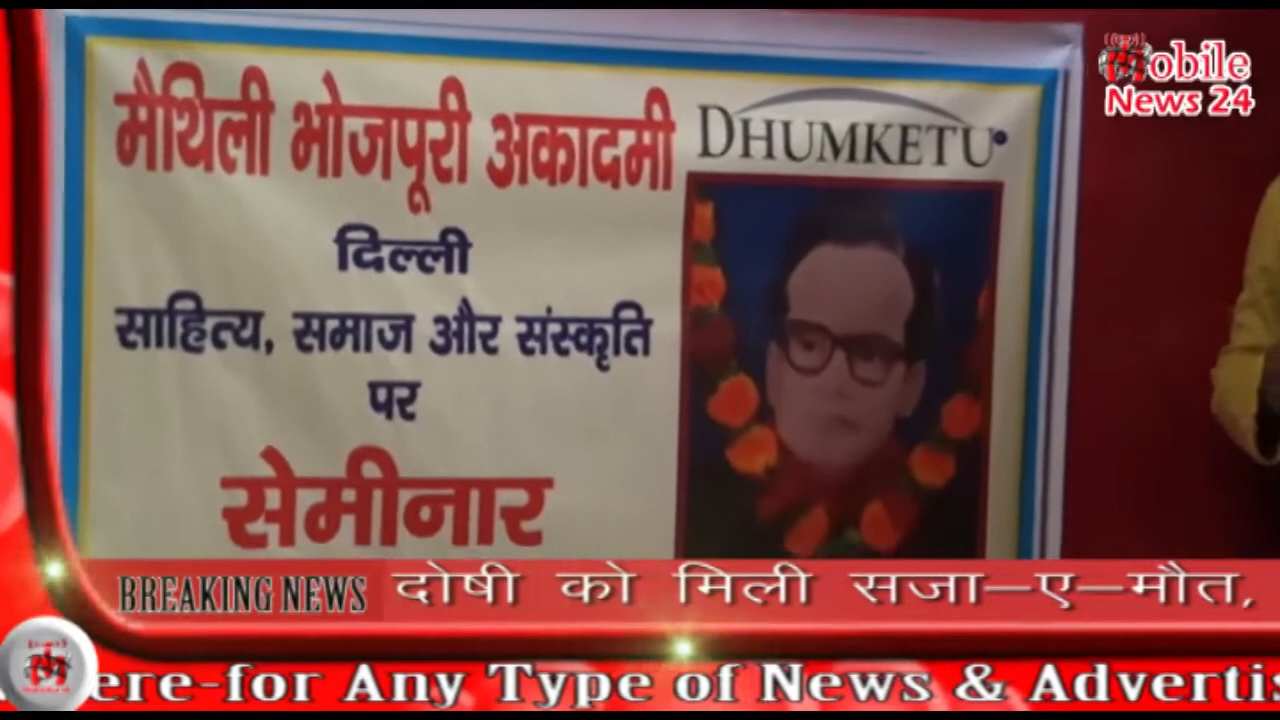 मैथिली भोजपूरी अकादमी
दिल्ली
साहित्य, समाज और संस्कृति
पर
सेमीनार
DHUMKETU
Mobile
News 24
BREAKING NEWS दोषी को मिली सजा–ए–मौत,
ere-for Any Type of News & Advertis